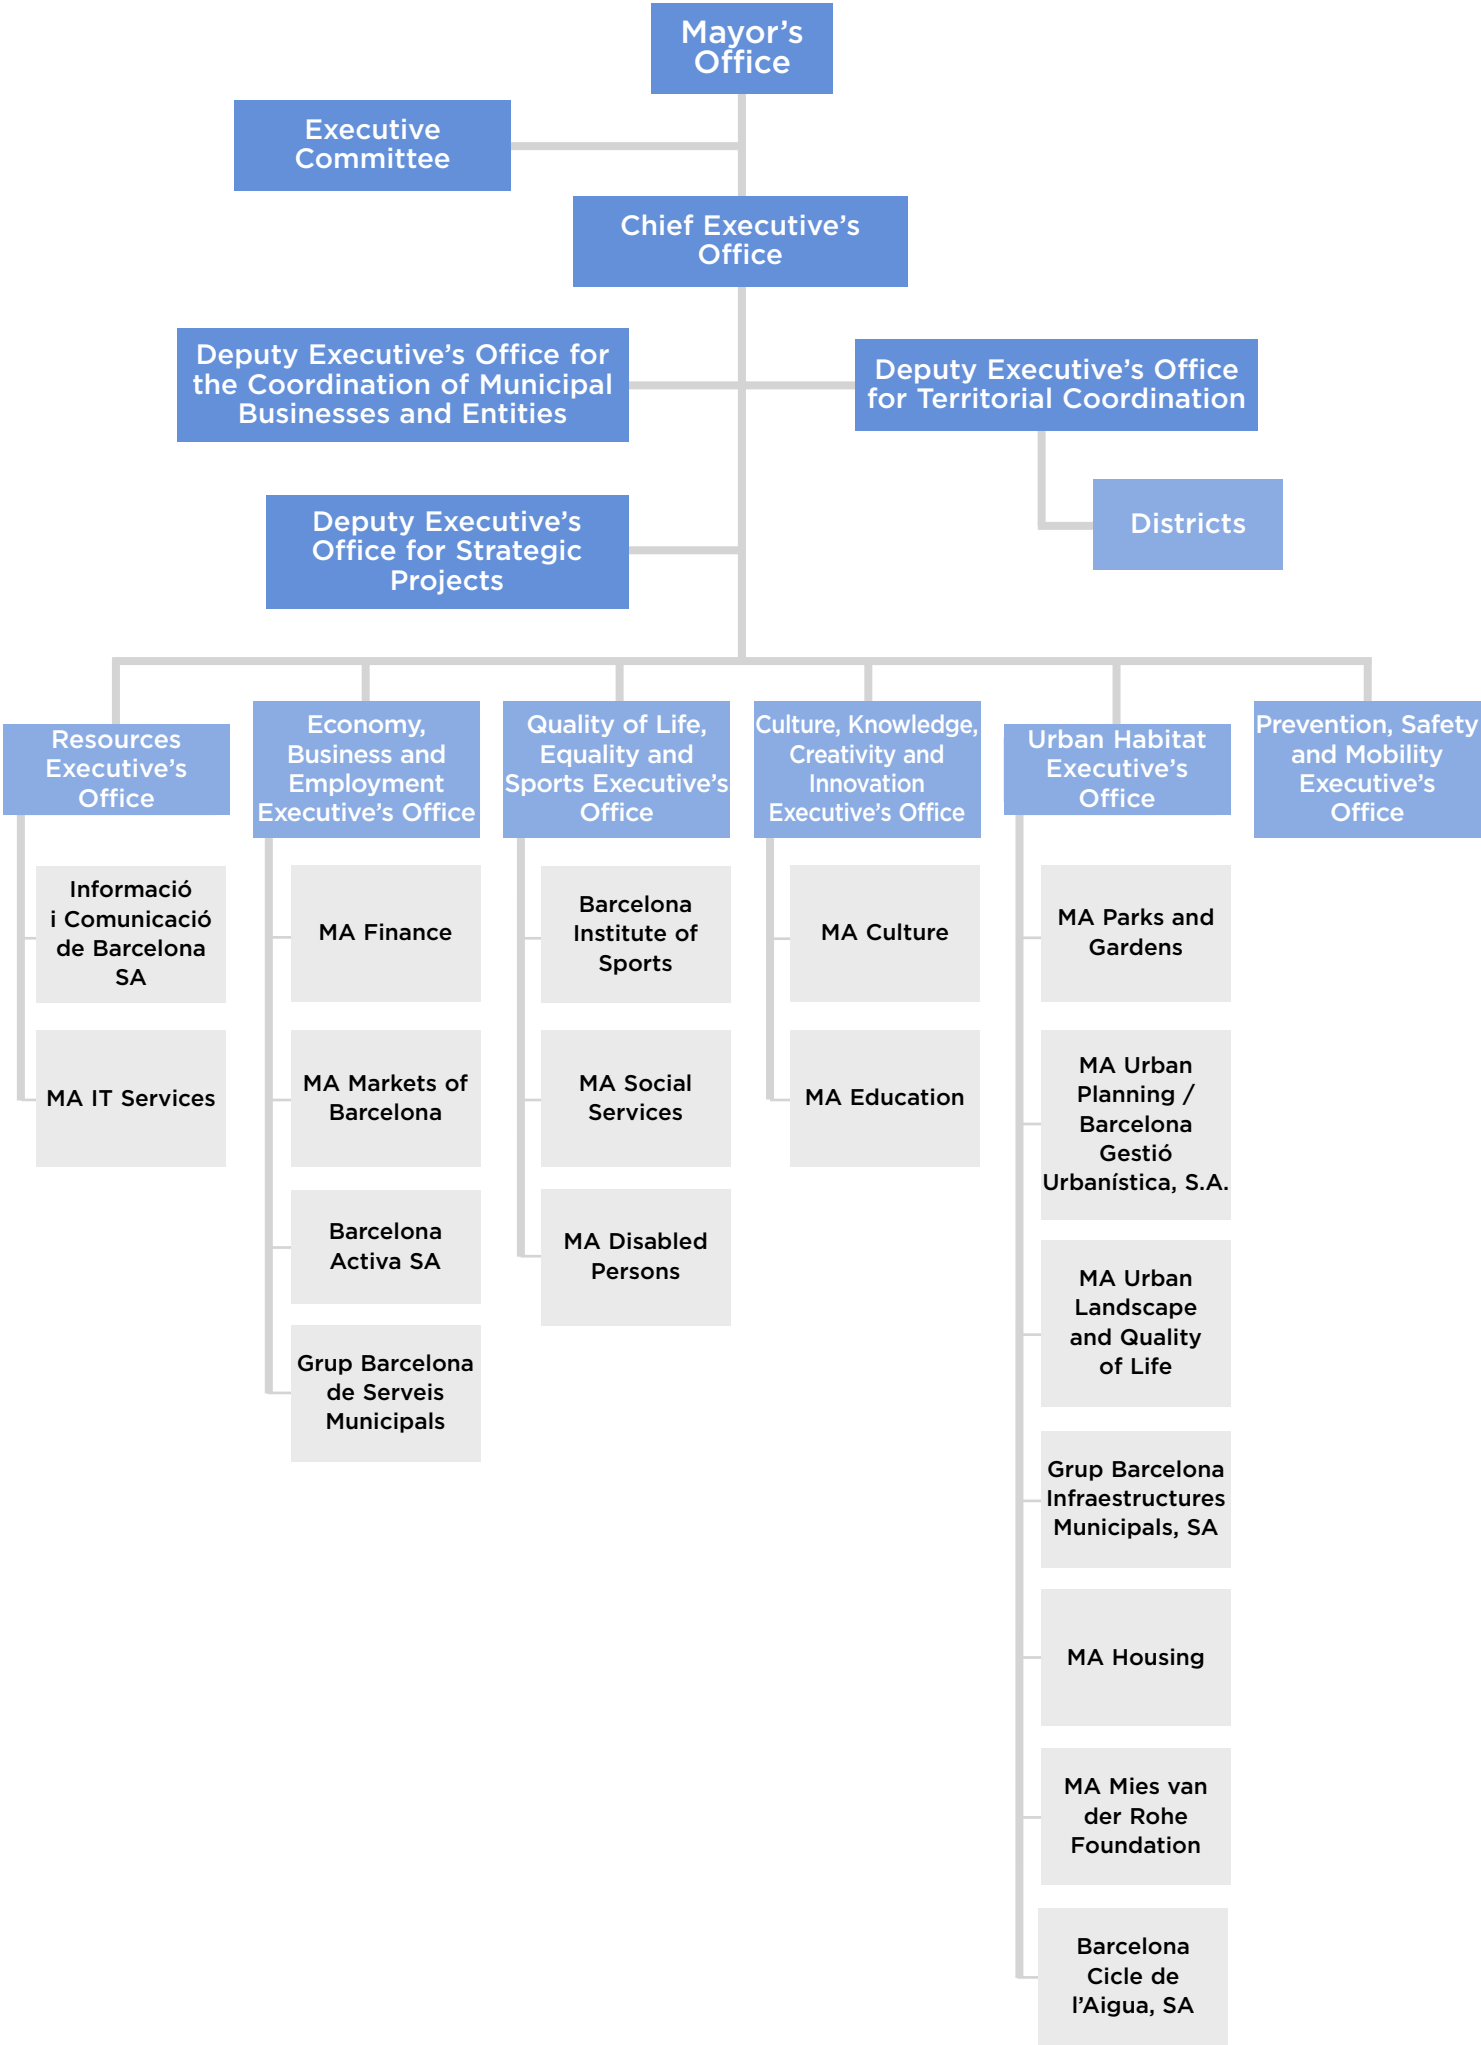 Mayor’s
Office
Executive
Committee
Chief Executive’s
Office
Deputy Executive’s Office for
the Coordination of Municipal
Businesses and Entities
Deputy Executive’s Office
for Territorial Coordination
Districts
Deputy Executive’s
Office for Strategic
Projects
Resources
Executive’s
Office
Economy,
Business and
Employment
Executive’s Office
Quality of Life,
Equality and
Sports Executive’s
Office
Culture, Knowledge,
Creativity and
Innovation
Executive’s Office
Urban Habitat
Executive’s
Office
Prevention, Safety
and Mobility
Executive’s
Office
Informació
i Comunicació
de Barcelona
SA
MA IT Services
MA Finance
MA Markets of
Barcelona
Barcelona
Activa SA
Grup Barcelona
de Serveis
Municipals
Barcelona
Institute of
Sports
MA Social
Services
MA Disabled
Persons
MA Culture
MA Education
MA Parks and
Gardens
MA Urban
Planning /
Barcelona
Gestió
Urbanística, S.A.
MA Urban
Landscape
and Quality
of Life
Grup Barcelona
Infraestructures
Municipals, SA
MA Housing
MA Mies van
der Rohe
Foundation
Barcelona
Cicle de
l’Aigua, SA